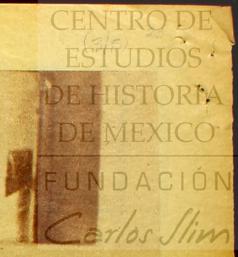 CENTRO DE
ESTUDIOS
DE HISTORIA
DE MEXICO
FUNDACIÓN
Carlos Slim